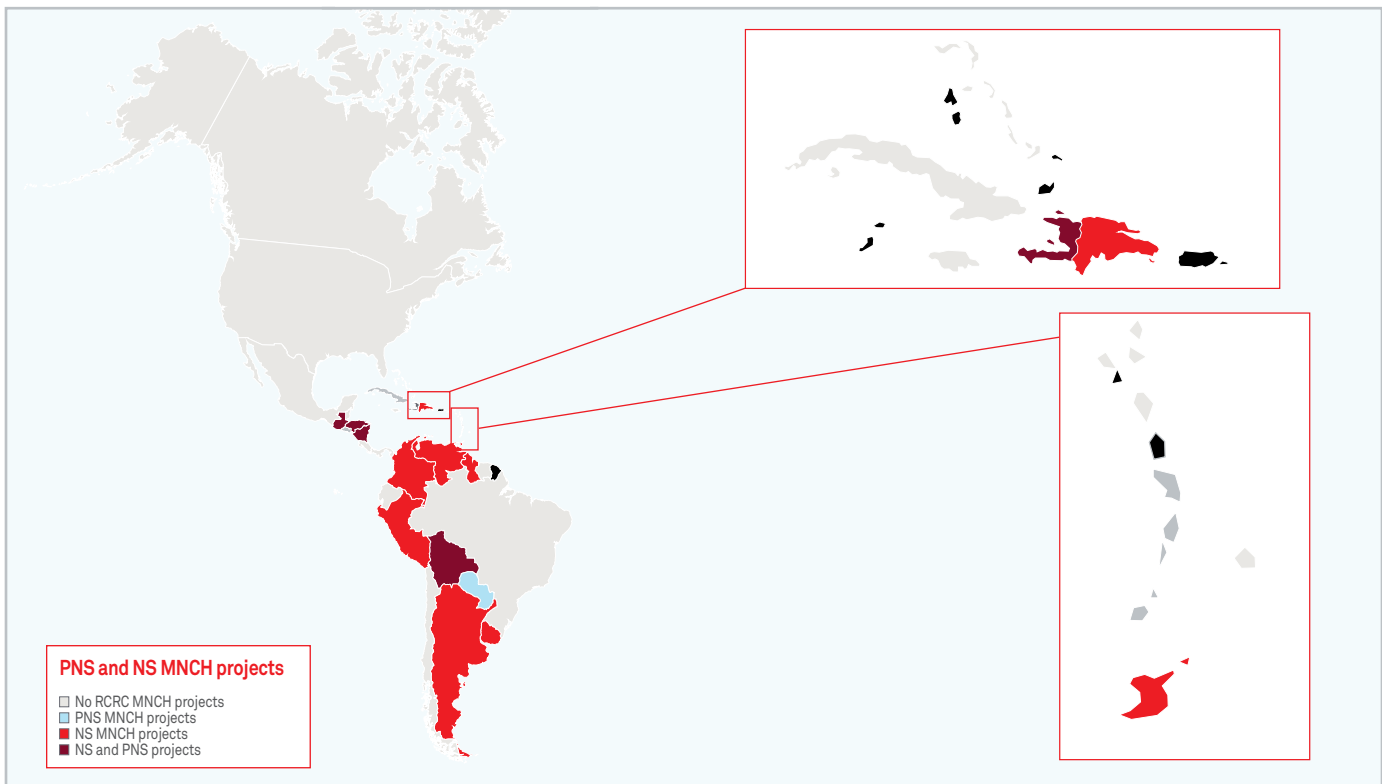 PNS and NS MNCH projects
No RCRC MNCH projects
PNS MNCH projects
NS MNCH projects
NS and PNS projects